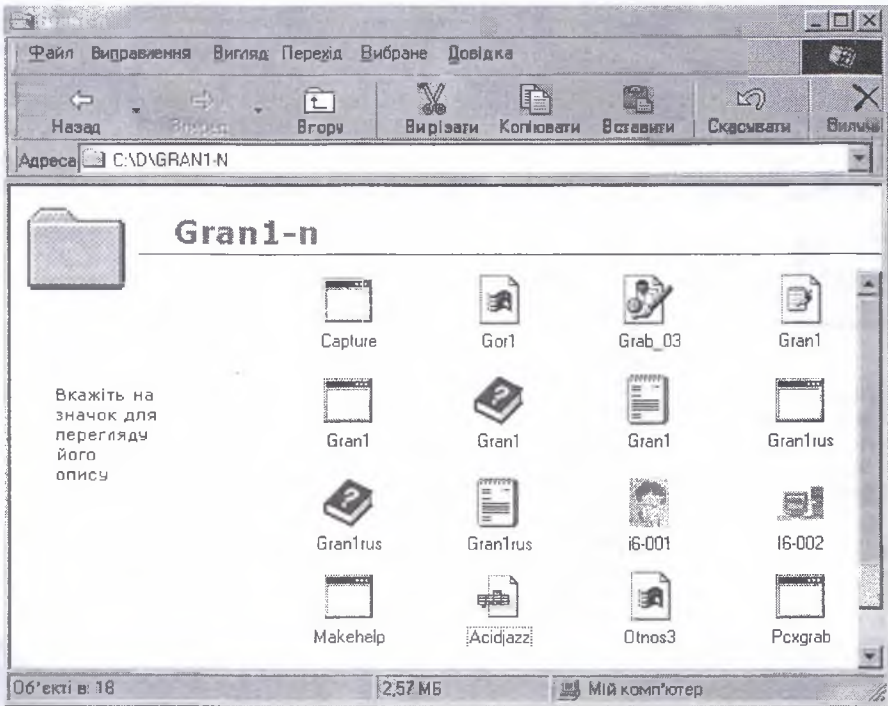 Файл Виправлення Вигляд Перехід Вибране Довідка
Назад Вперед Вгору Вирізати Копіювати Вставити Скасувати
Адреса C:\D\GRAN1-N
Gran1-n
Capture Gor1 Grab_03 Gran1
Вкажіть на
значок для
перегляду
його
опису
Gran1 Gran1 Gran1 Gran1rus
Gran1rus Gran1rus i6-001 I6-002
Makehelp Acidjazz Otnos3 Pcxgrab
Об'єкті в: 18 2,57 МБ Мій комп'ютер